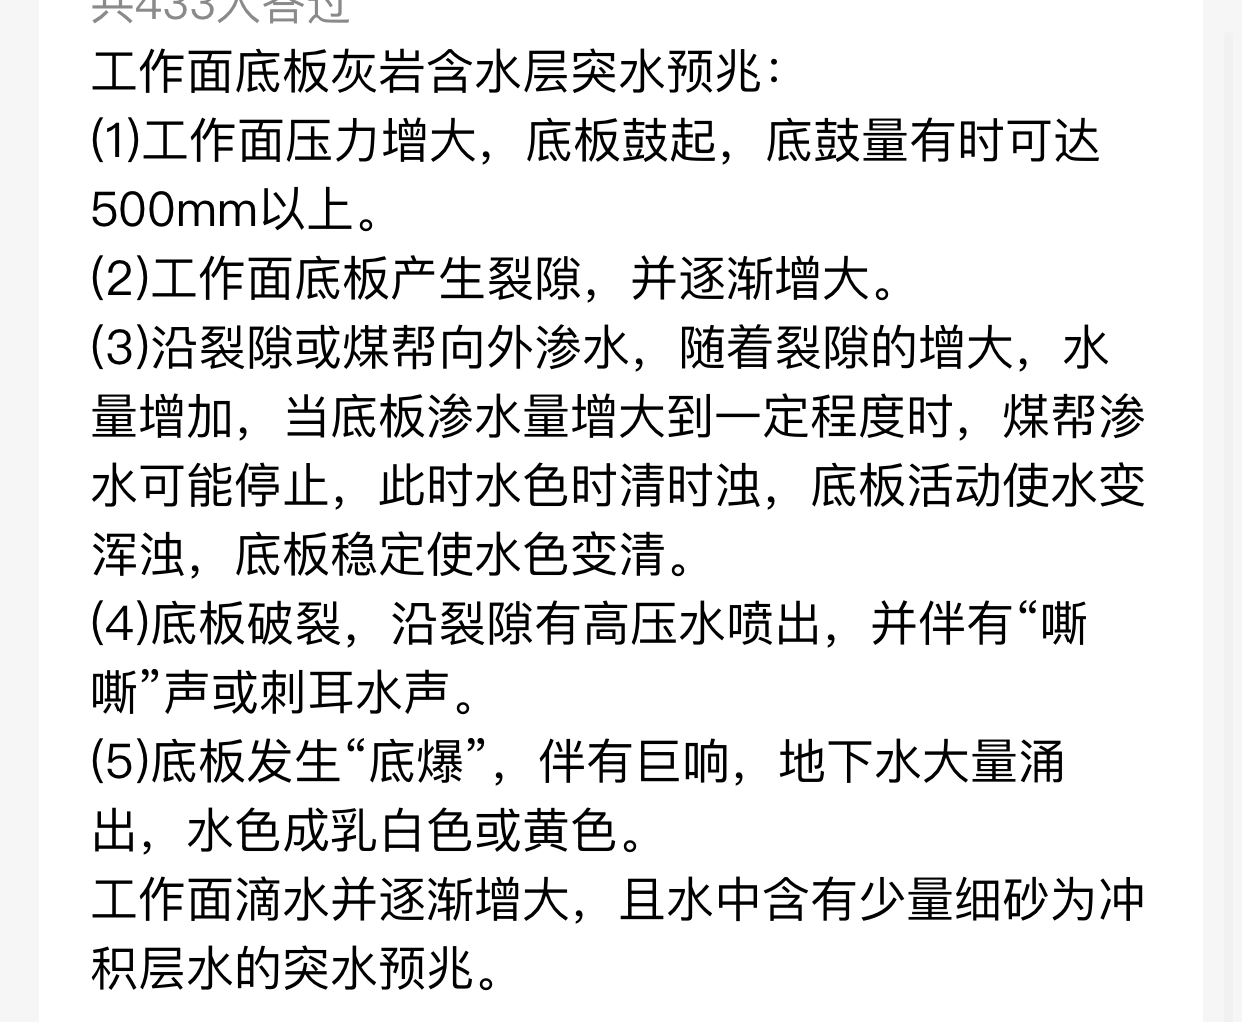 共433人答过
工作面底板灰岩含水层突水预兆：
(1)工作面压力增大，底板鼓起，底鼓量有时可达
500mm以上。
(2)工作面底板产生裂隙，并逐渐增大。
(3)沿裂隙或煤帮向外渗水，随着裂隙的增大，水
量增加，当底板渗水量增大到一定程度时，煤帮渗
水可能停止，此时水色时清时浊，底板活动使水变
浑浊，底板稳定使水色变清。
(4)底板破裂，沿裂隙有高压水喷出，并伴有“嘶
嘶”声或刺耳水声。
(5)底板发生“底爆”，伴有巨响，地下水大量涌
出，水色成乳白色或黄色。
工作面滴水并逐渐增大，且水中含有少量细砂为冲
积层水的突水预兆。